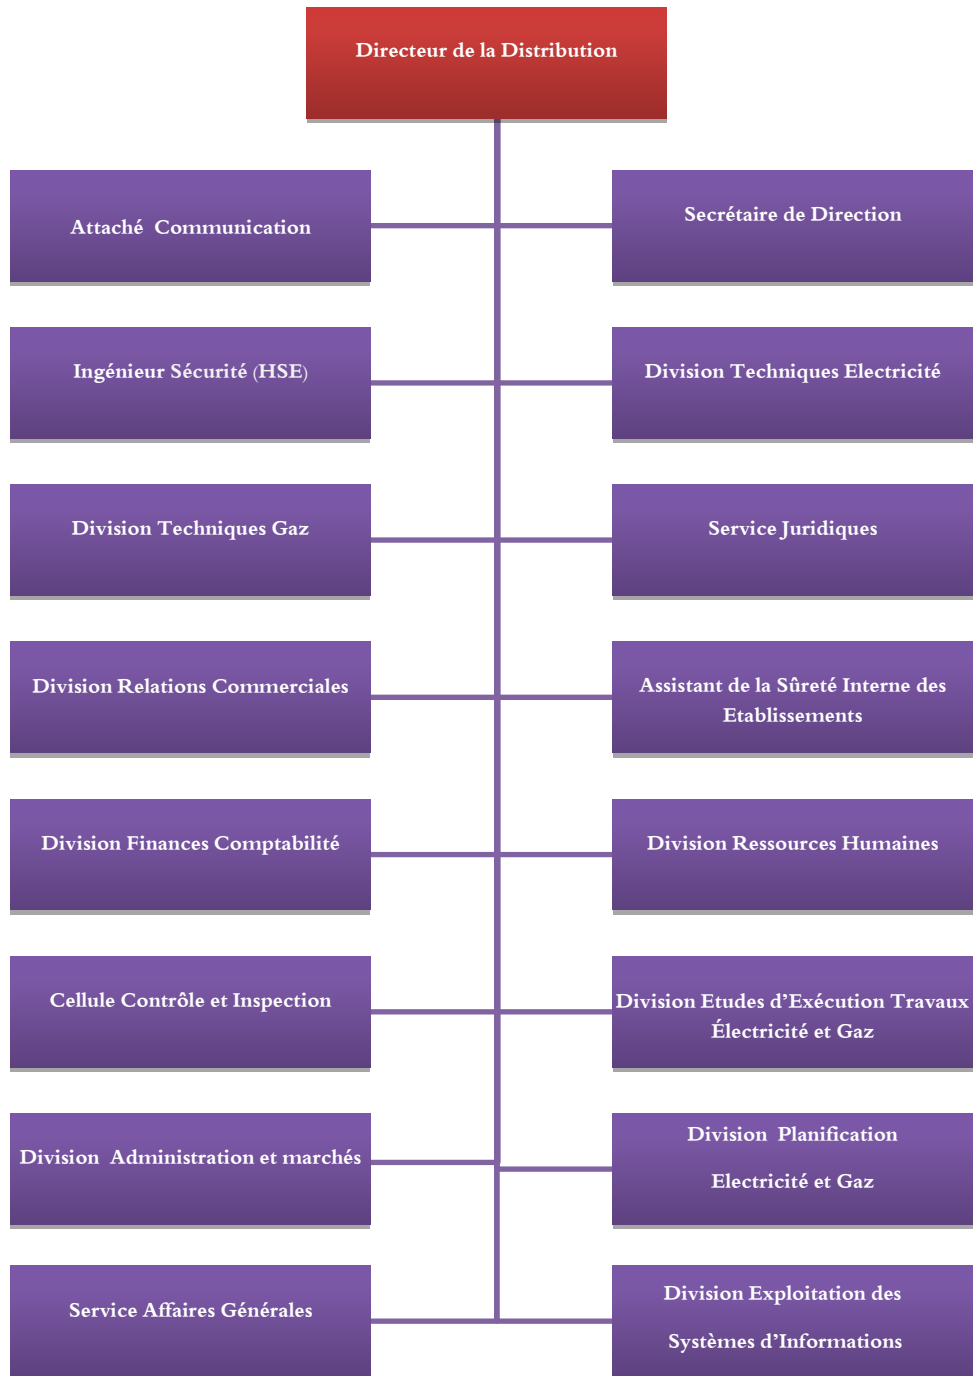 Directeur de la Distribution
Attaché Communication
Secrétaire de Direction
Ingénieur Sécurité (HSE)
Division Techniques Electricité
Division Techniques Gaz
Service Juridiques
Division Relations Commerciales
Assistant de la Sûreté Interne des
Etablissements
Division Finances Comptabilité
Division Ressources Humaines
Cellule Contrôle et Inspection
Division Etudes d’Exécution Travaux
Électricité et Gaz
Division Administration et marchés
Division Planification
Electricité et Gaz
Service Affaires Générales
Division Exploitation des
Systèmes d’Informations